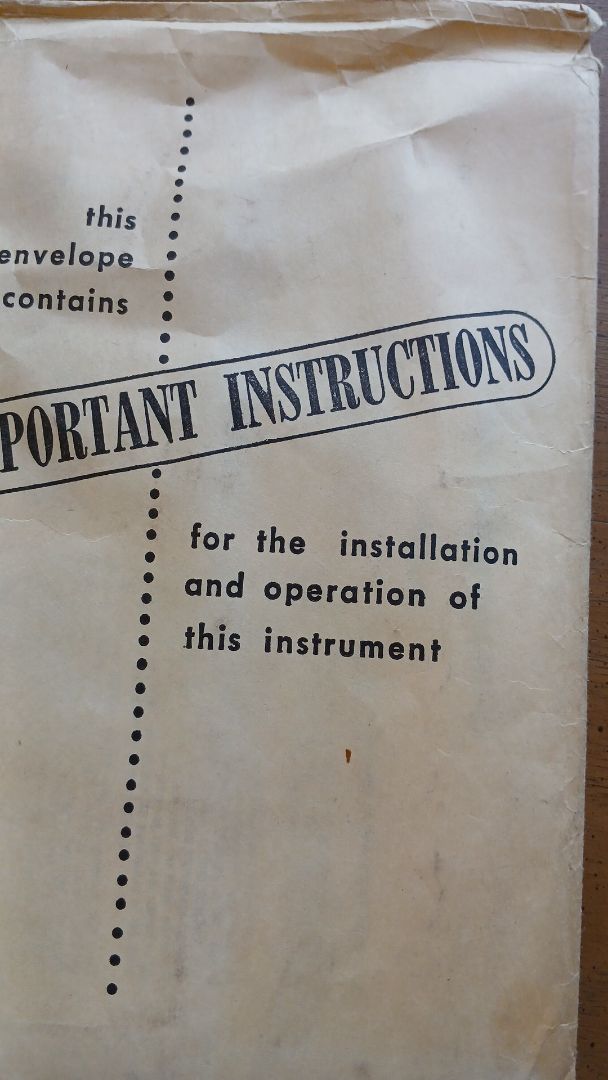 this
envelope
contains
PORTANT INSTRUCTIONS
for the installation
and operation of
this instrument